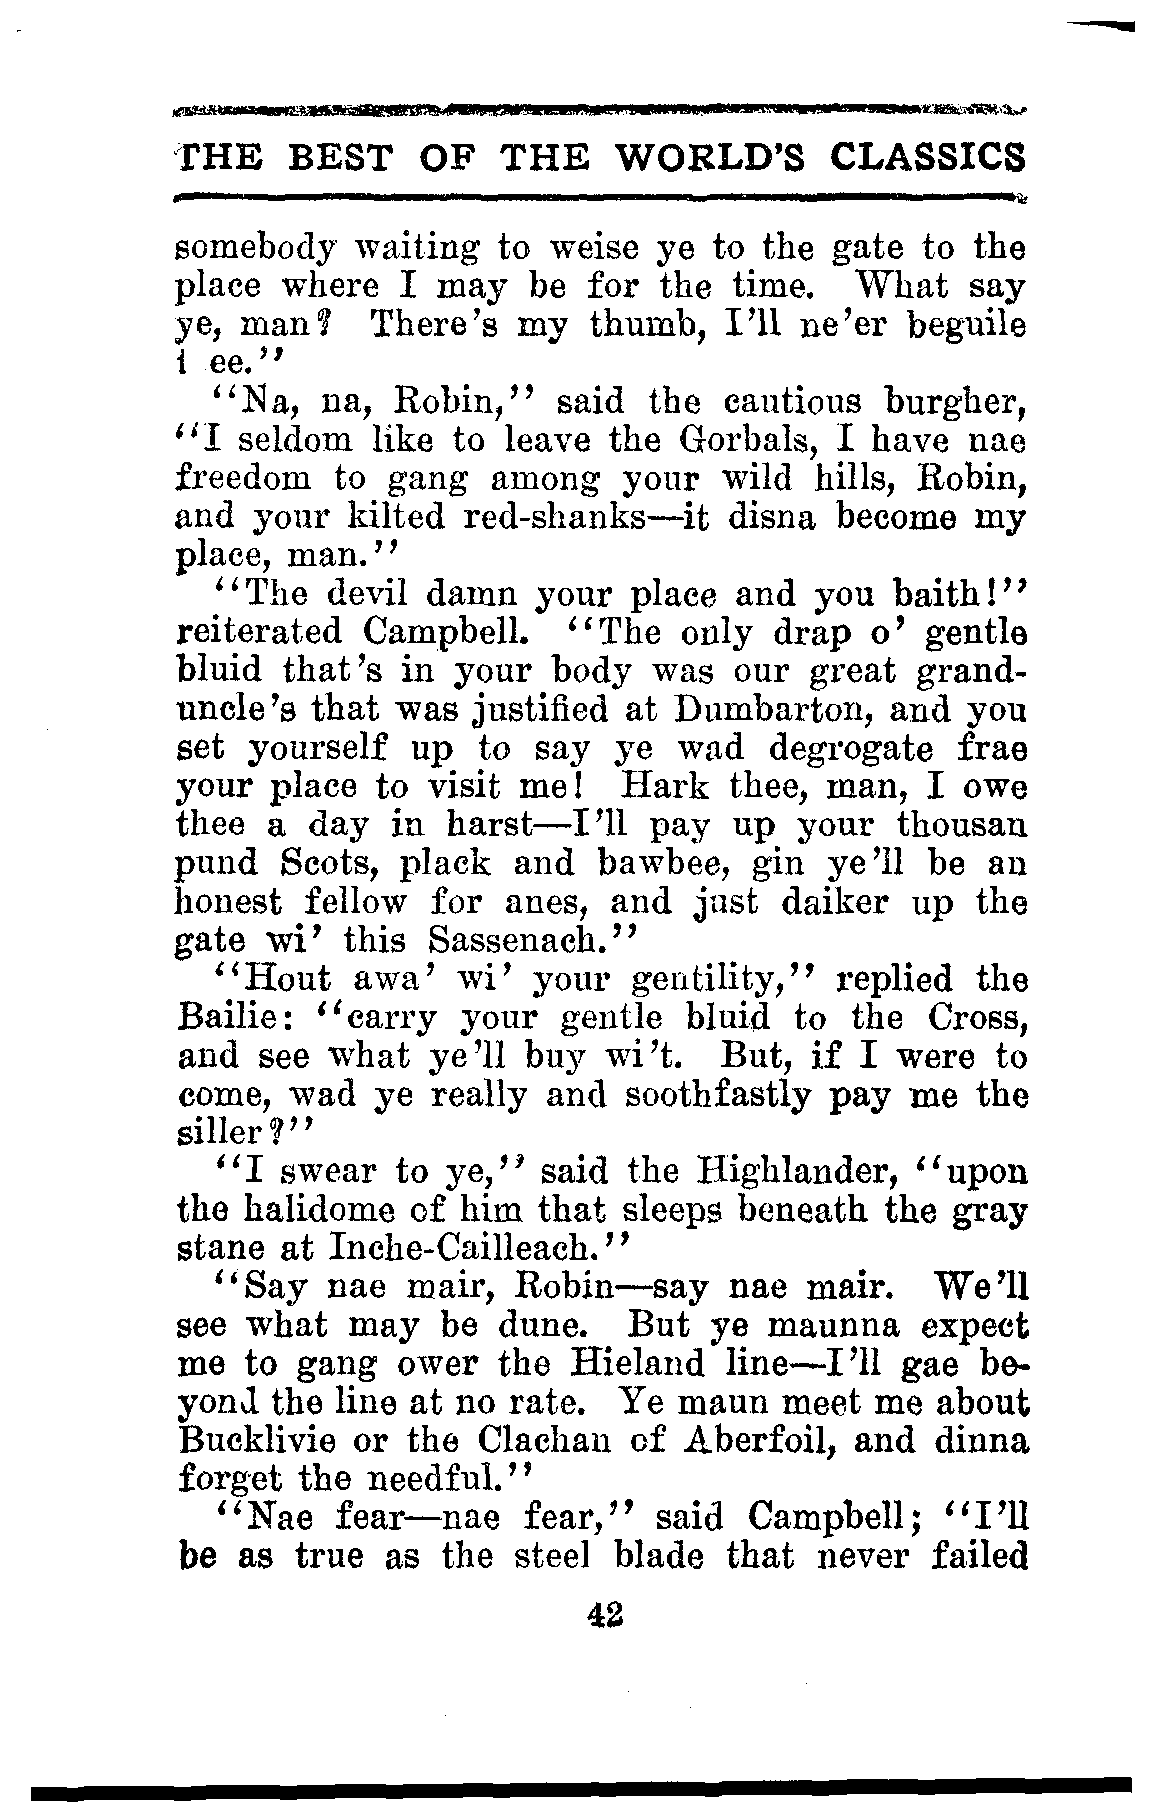 THE BEST OF THE WORLD'S CLASSICS
somebody waiting to weise ye to the gate to the
place where I may be for the time. What say
ye, man? There's my thumb, I'll ne'er beguile
ee."
"Na, na, Robin," said the cautious burgher,
"I seldom like to leave the Gorbals, I have nae
freedom to gang among your wild hills, Robin,
and your kilted red-shanks—it disna become my
place, man."
"The devil damn your place and you baith!"
reiterated Campbell. "The only drap o' gentle
bluid that's in your body was our great grand-
uncle's that was justified at Dumbarton, and you
set yourself up to say ye wad degrogate frae
your place to visit me! Hark thee, man, I owe
thee a day in harst—I'll pay up your thousan
pund Scots, plack and bawbee, gin ye'll be an
honest fellow for anes, and just daiker up the
gate wi' this Sassenach."
"Hout awa' wi' your gentility," replied the
Bailie: "carry your gentle bluid to the Cross,
and see what ye'll buy wi't. But, if I were to
come, wad ye really and soothfastly pay me the
siller?"
"I swear to ye," said the Highlander, "upon
the halidome of him that sleeps beneath the gray
stane at Inche-Cailleach."
"Say nae mair, Robin—say nae mair. We'll
see what may be dune. But ye maunna expect
me to gang ower the Hieland line—I'll gae be-
yond the line at no rate. Ye maun meet me about
Bucklivie or the Clachan of Aberfoil, and dinna
forget the needful."
"Nae fear—nae fear," said Campbell; "I'll
be as true as the steel blade that never failed
42